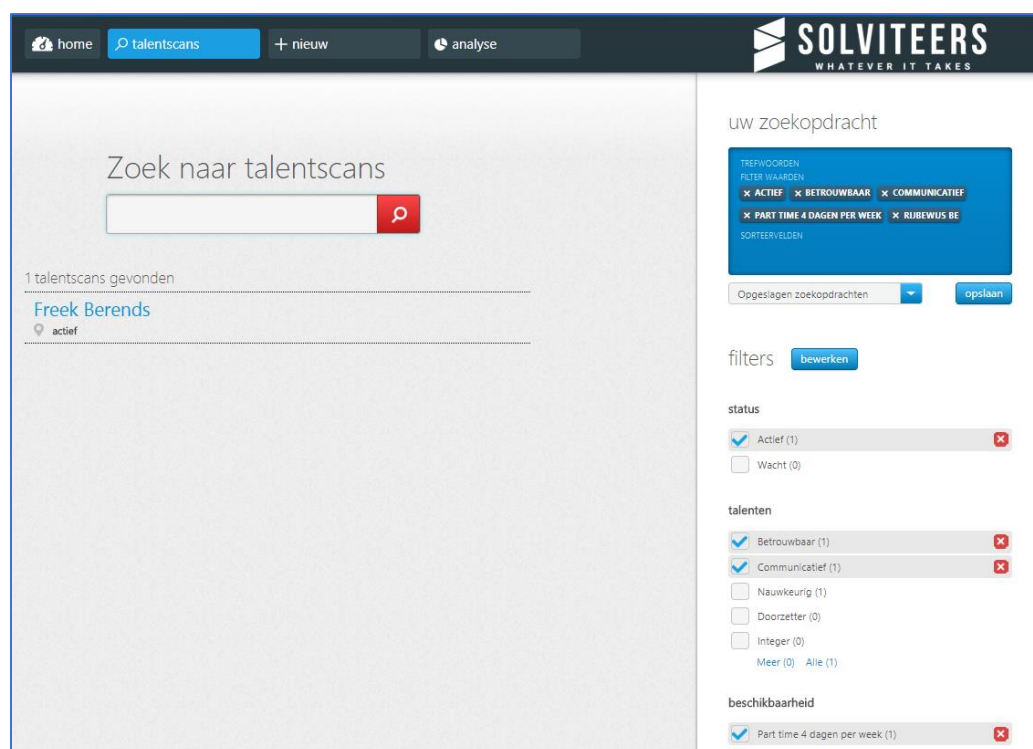 home talentscans nieuw analyse
SOLVITEERS
WHATEVER IT TAKES
Zoek naar talentscans
1 talentscans gevonden
Freek Berends
actief
uw zoekopdracht
TREFWOORDEN
FILTER WAARDEN
× ACTIEF × BETROUWBAAR × COMMUNICATIEF
× PART TIME 4 DAGEN PER WEEK × RIJBEWIJS BE
SORTEERVELDEN
Opgeslagen zoekopdrachten opslaan
filters bewerken
status
Actief (1)
Wacht (0)
talenten
Betrouwbaar (1)
Communicatief (1)
Nauwkeurig (1)
Doorzetter (0)
Integer (0)
Meer (0) Alle (1)
beschikbaarheid
Part time 4 dagen per week (1)